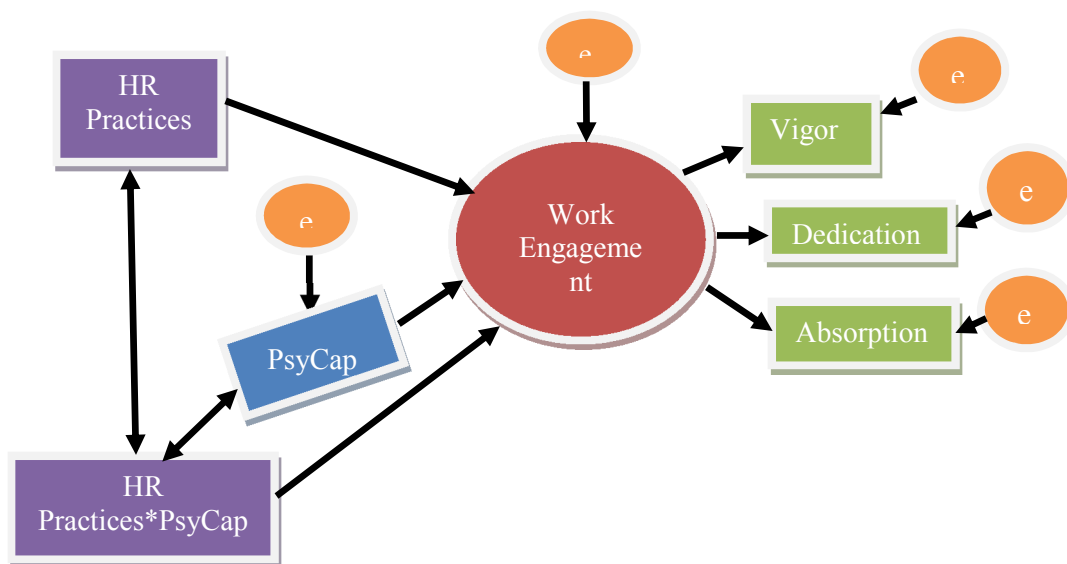 HR
Practices
e
e
e
Vigor
e
Dedication
Work
Engageme
nt
e
Absorption
PsyCap
HR
Practices*PsyCap
e